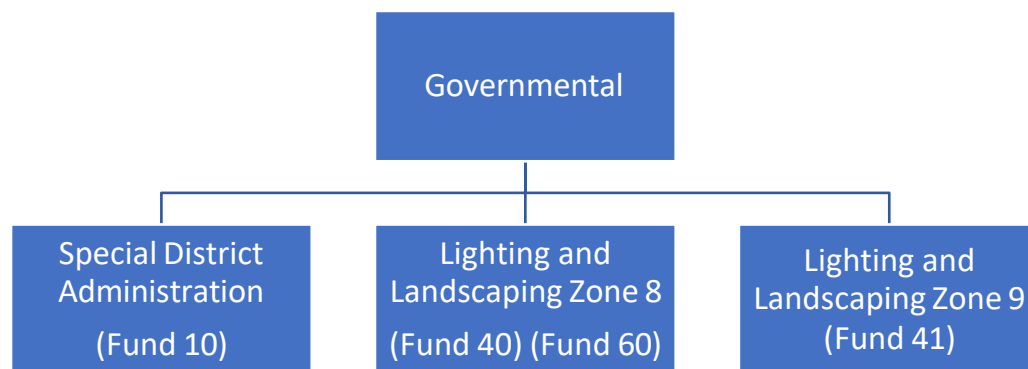 Governmental
Special District
Administration
(Fund 10)
Lighting and
Landscaping Zone 8
(Fund 40) (Fund 60)
Lighting and
Landscaping Zone 9
(Fund 41)